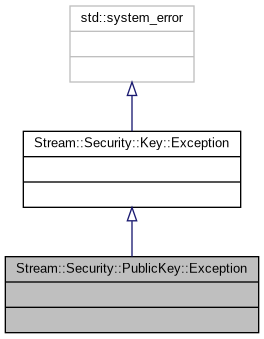 std::system_error
Stream::Security::Key::Exception
Stream::Security::PublicKey::Exception